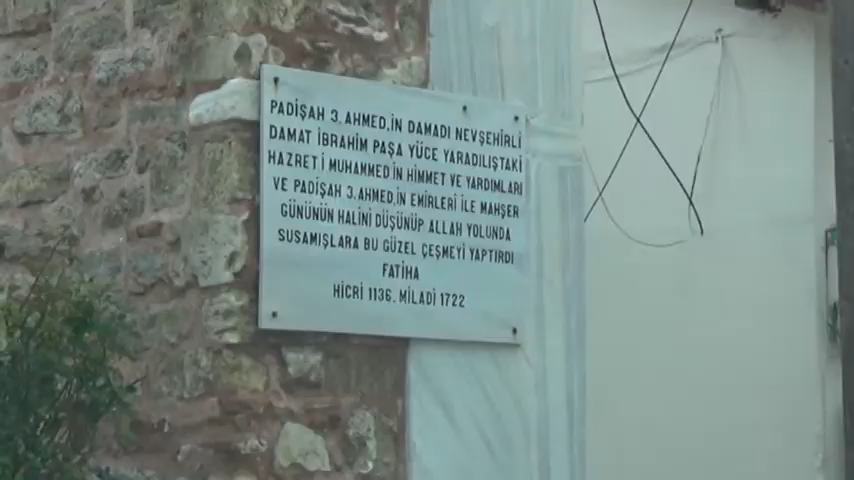 PADİŞAH 3. AHMED,İN DAMADI NEVŞEHİRLİ
DAMAT İBRAHİM PAŞA YÜCE YARADILIŞTAKİ
HAZRETİ MUHAMMED,İN HİMMET VE YARDIMLARI
VE PADİŞAH 3.AHMED,İN EMİRLERİ İLE MAHŞER
GÜNÜNÜN HALİNİ DÜŞÜNÜP ALLAH YOLUNDA
SUSAMIŞLARA BU GÜZEL ÇEŞMEYİ YAPTIRDI
FATİHA
HİCRİ 1136. MİLADİ 1722